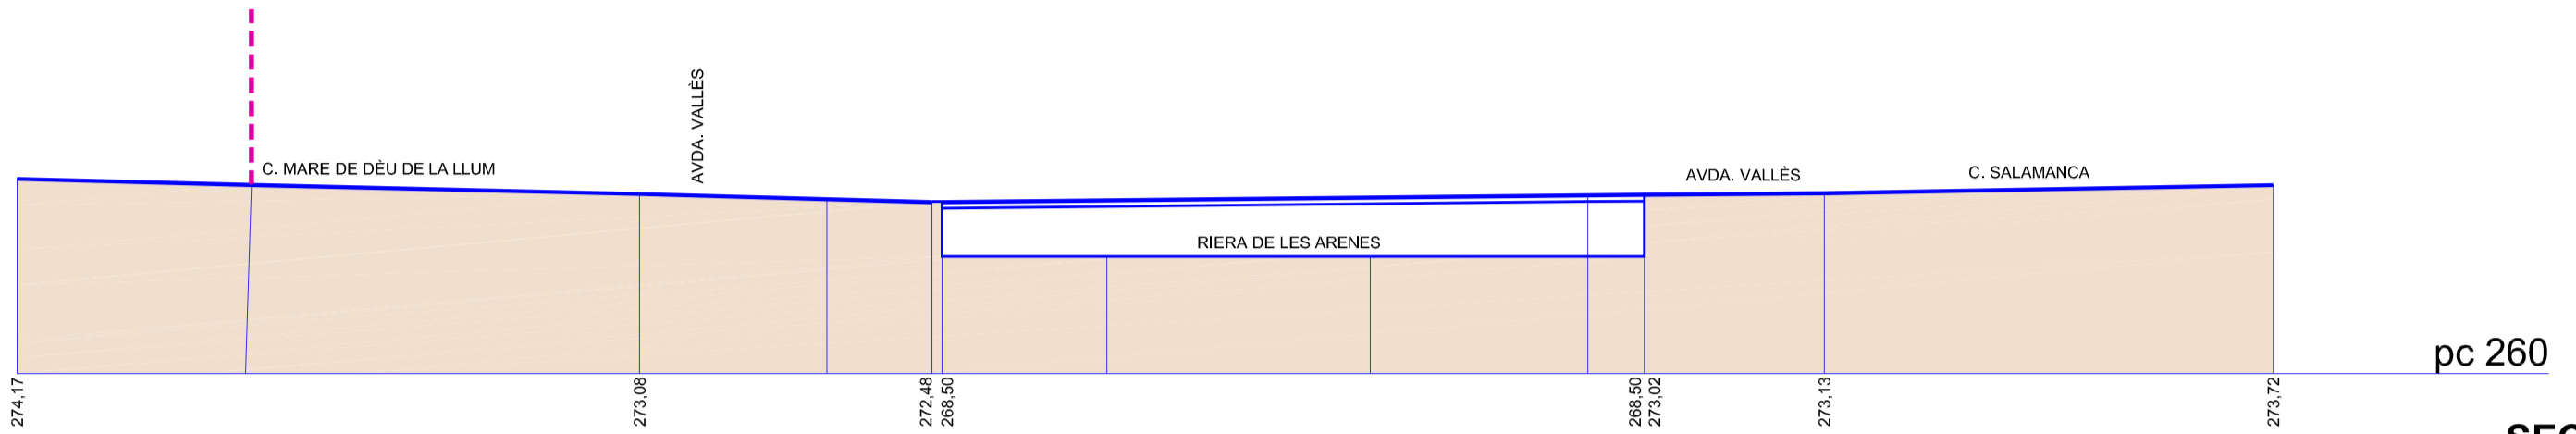 AVDA. VALLÈS
C. MARE DE DÈU DE LA LLUM
AVDA. VALLÈS
C. SALAMANCA
RIERA DE LES ARENES
pc 260
274,17
273,08
272,48
268,50
268,50
273,02
273,13
273,72